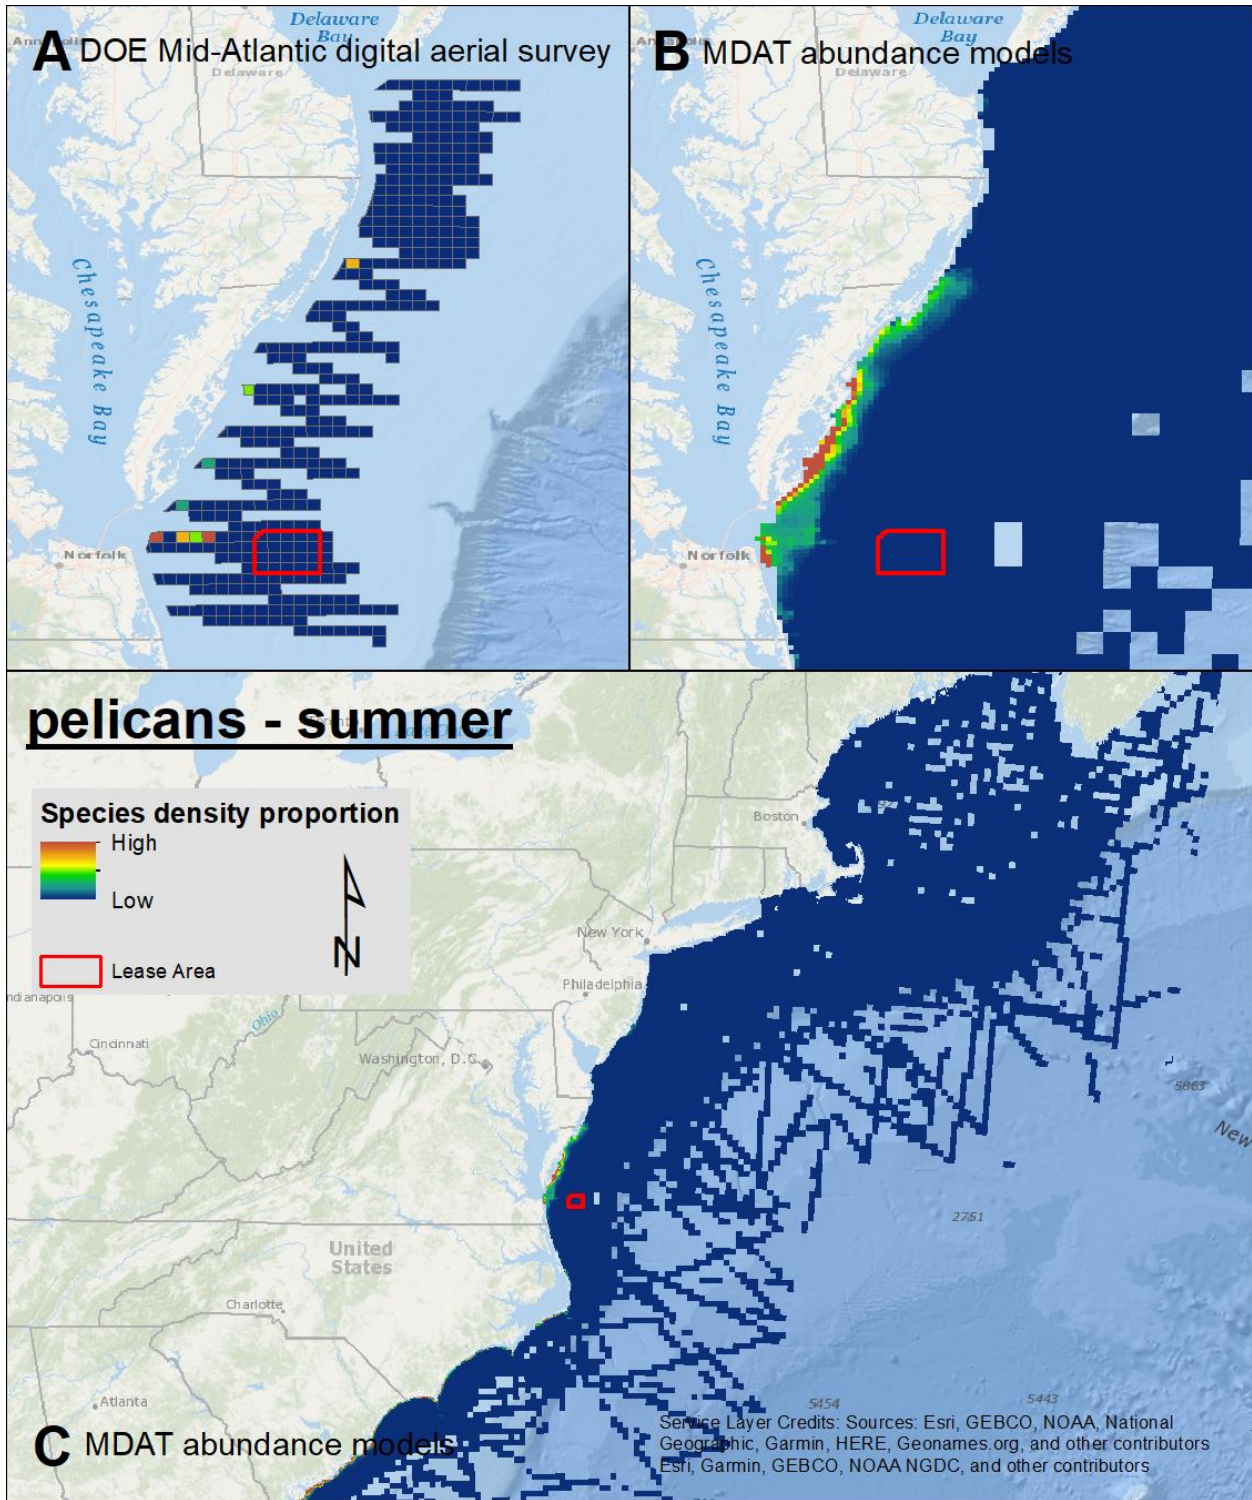 A DOE Mid-Atlantic digital aerial survey
Delaware
Bay
Delaware
Chesapeake Bay
Norfolk
B MDAT abundance models
Delaware
Bay
Delaware
Chesapeake Bay
Norfolk
pelicans - summer
Species density proportion
High
Low
N
Lease Area
Boston
New York
Philadelphia
Indianapolis
Ohio
Cincinnati
Washington, D.C.
5863
New
2751
United
States
Charlotte
Atlanta
5454
5443
C MDAT abundance models
Service Layer Credits: Sources: Esri, GEBCO, NOAA, National
Geographic, Garmin, HERE, Geonames.org, and other contributors
Esri, Garmin, GEBCO, NOAA NGDC, and other contributors